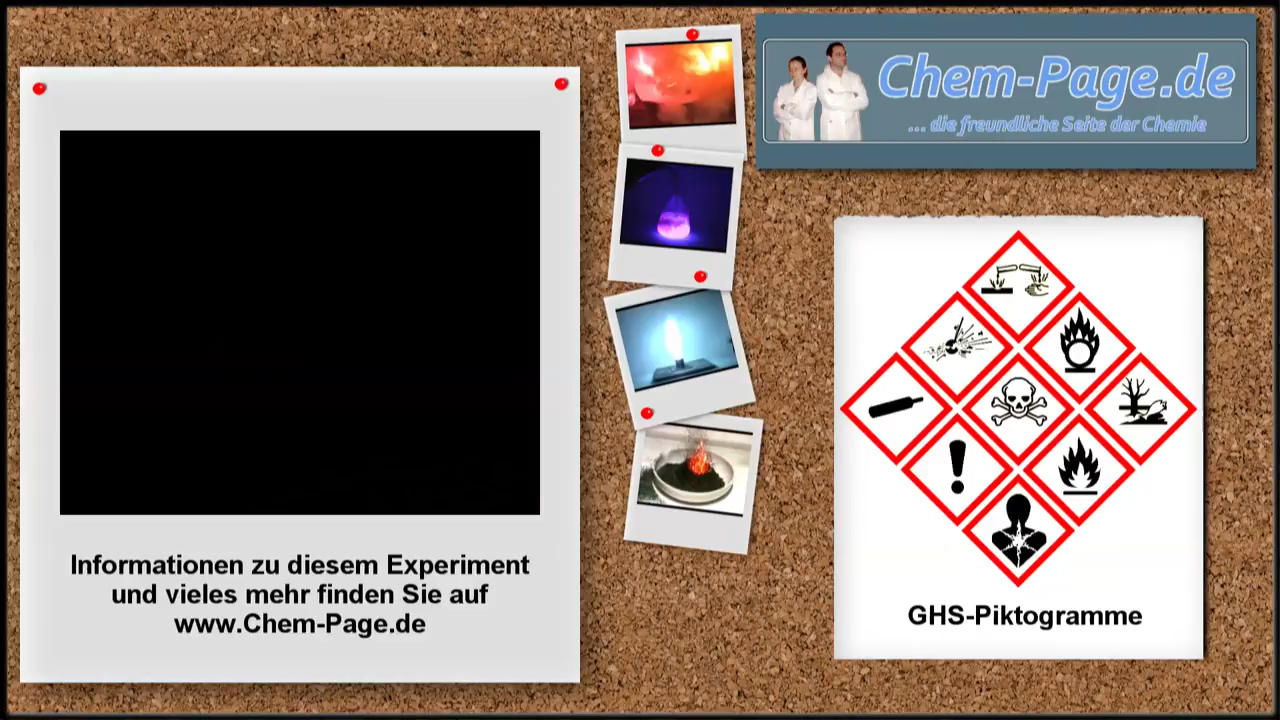 Chem-Page.de
... die freundliche Seite der Chemie
Informationen zu diesem Experiment
und vieles mehr finden Sie auf
www.Chem-Page.de
GHS-Piktogramme